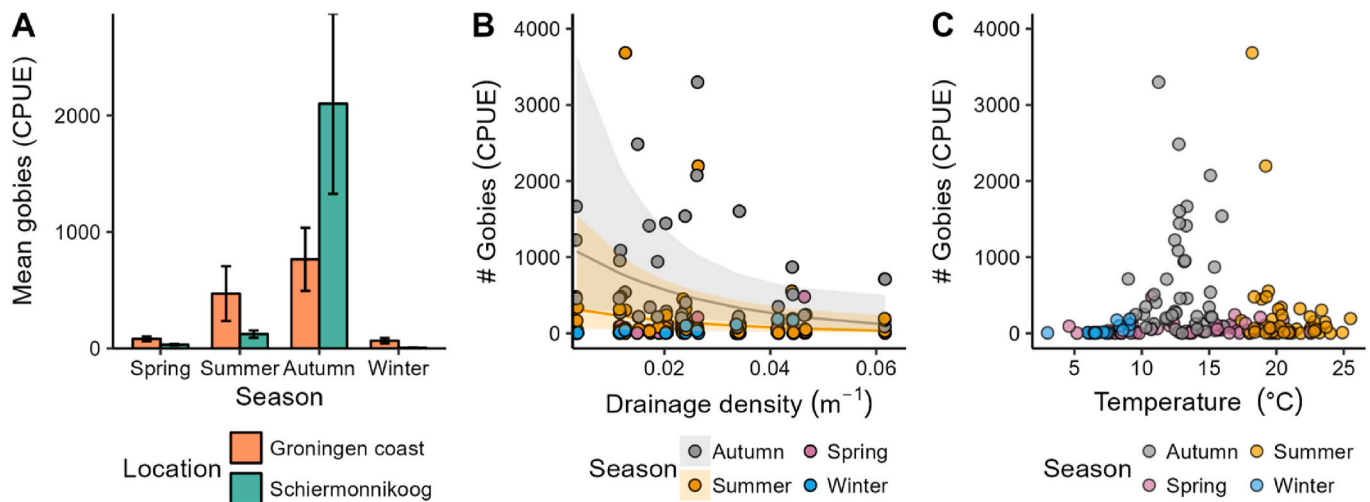 A
Mean gobies (CPUE)
2000
1000
0
Spring Summer Autumn Winter
Season
Location
Groningen coast
Schiermonnikoog
B
# Gobies (CPUE)
4000
3000
2000
1000
0
0.02 0.04 0.06
Drainage density (m⁻¹)
Season
Autumn Spring
Summer Winter
C
# Gobies (CPUE)
4000
3000
2000
1000
0
5 10 15 20 25
Temperature (°C)
Season
Autumn Summer
Spring Winter